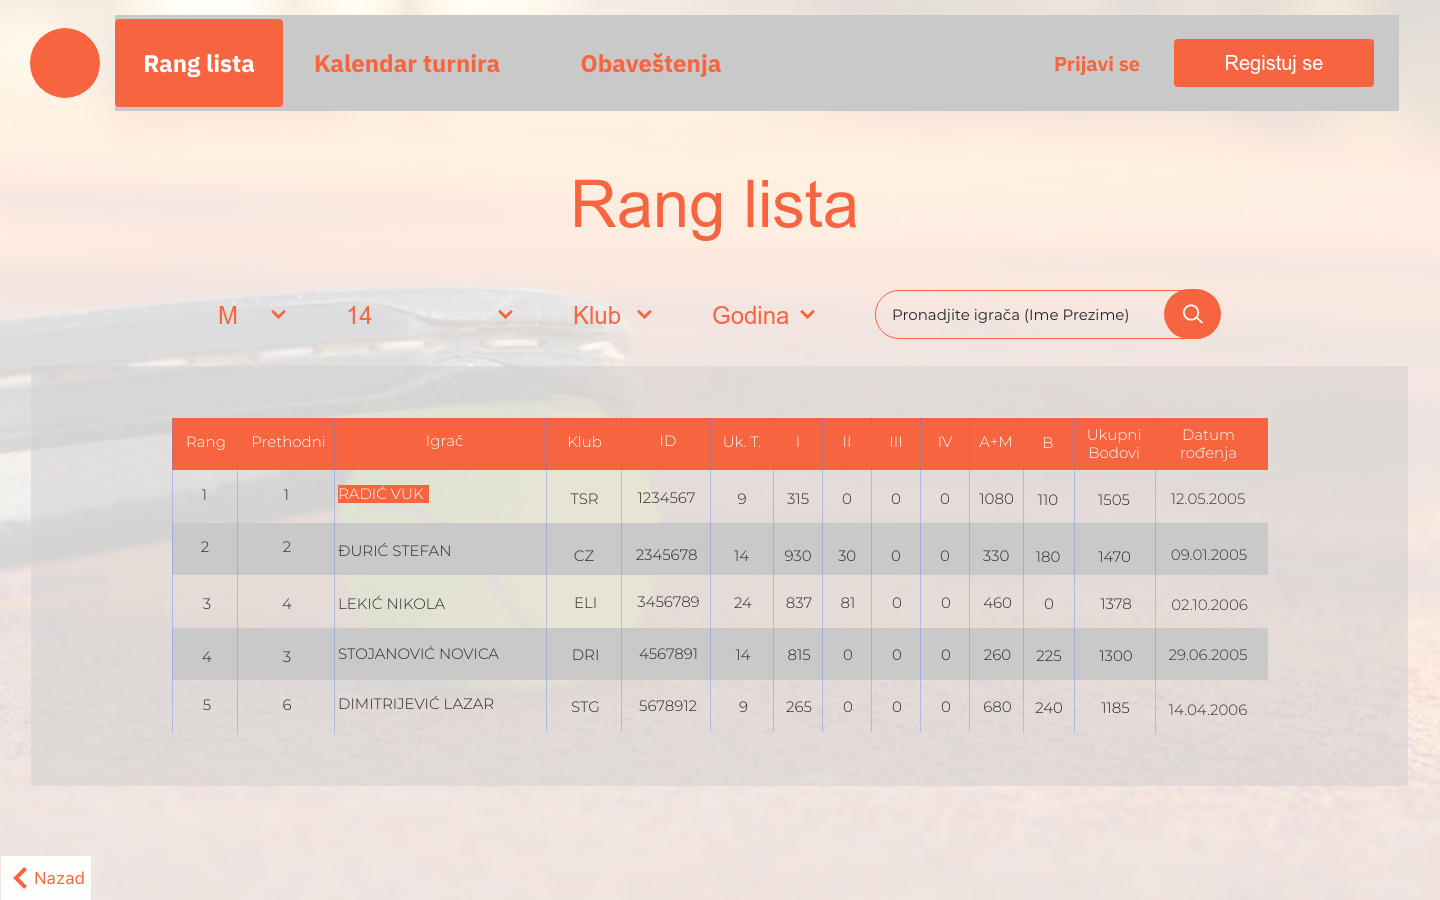 Rang lista Kalendar turnira Obaveštenja Prijavi se Registuj se
Rang lista
M 14 Klub Godina Pronadjite igrača (Ime Prezime)
Rang Prethodni Igrač Klub ID Uk. T. I II III IV A+M B Ukupni Bodovi Datum rođenja
1 1 RADIĆ VUK TSR 1234567 9 315 0 0 0 1080 110 1505 12.05.2005
2 2 ĐURIĆ STEFAN CZ 2345678 14 930 30 0 0 330 180 1470 09.01.2005
3 4 LEKIĆ NIKOLA ELI 3456789 24 837 81 0 0 460 0 1378 02.10.2006
4 3 STOJANOVIĆ NOVICA DRI 4567891 14 815 0 0 0 260 225 1300 29.06.2005
5 6 DIMITRIJEVIĆ LAZAR STG 5678912 9 265 0 0 0 680 240 1185 14.04.2006
Nazad